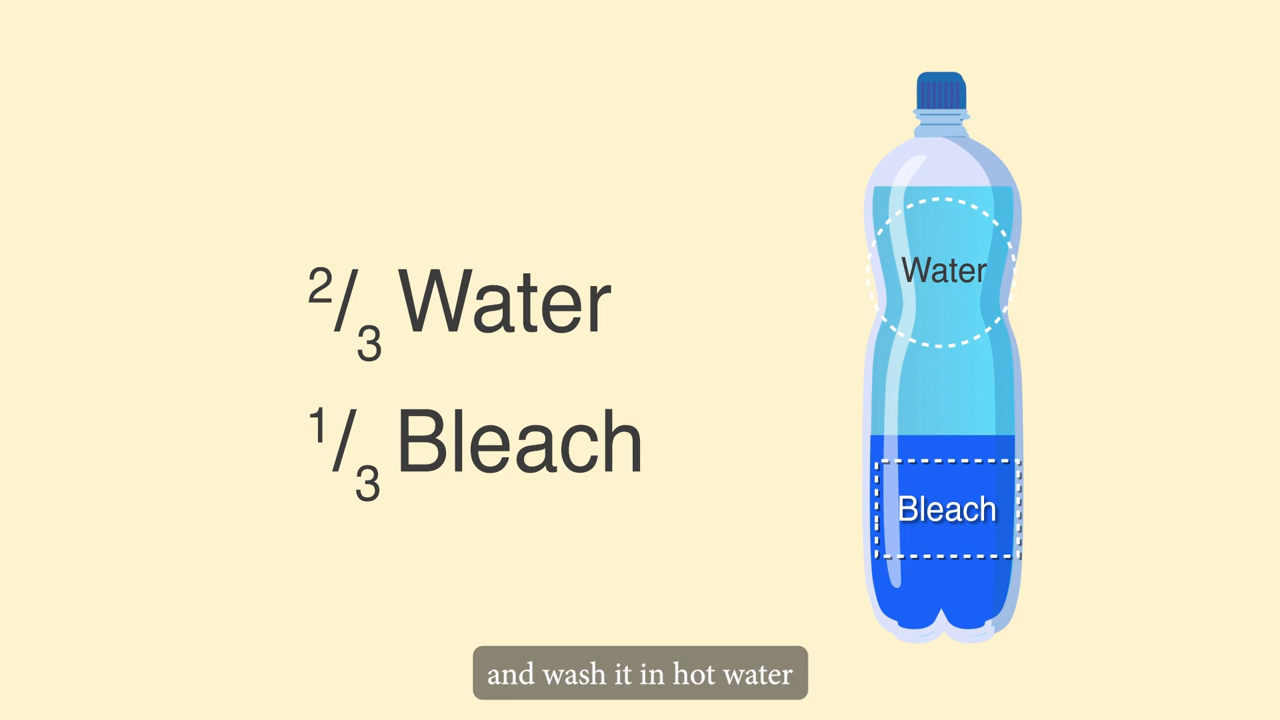 2/3 Water
1/3 Bleach
Water
Bleach
and wash it in hot water